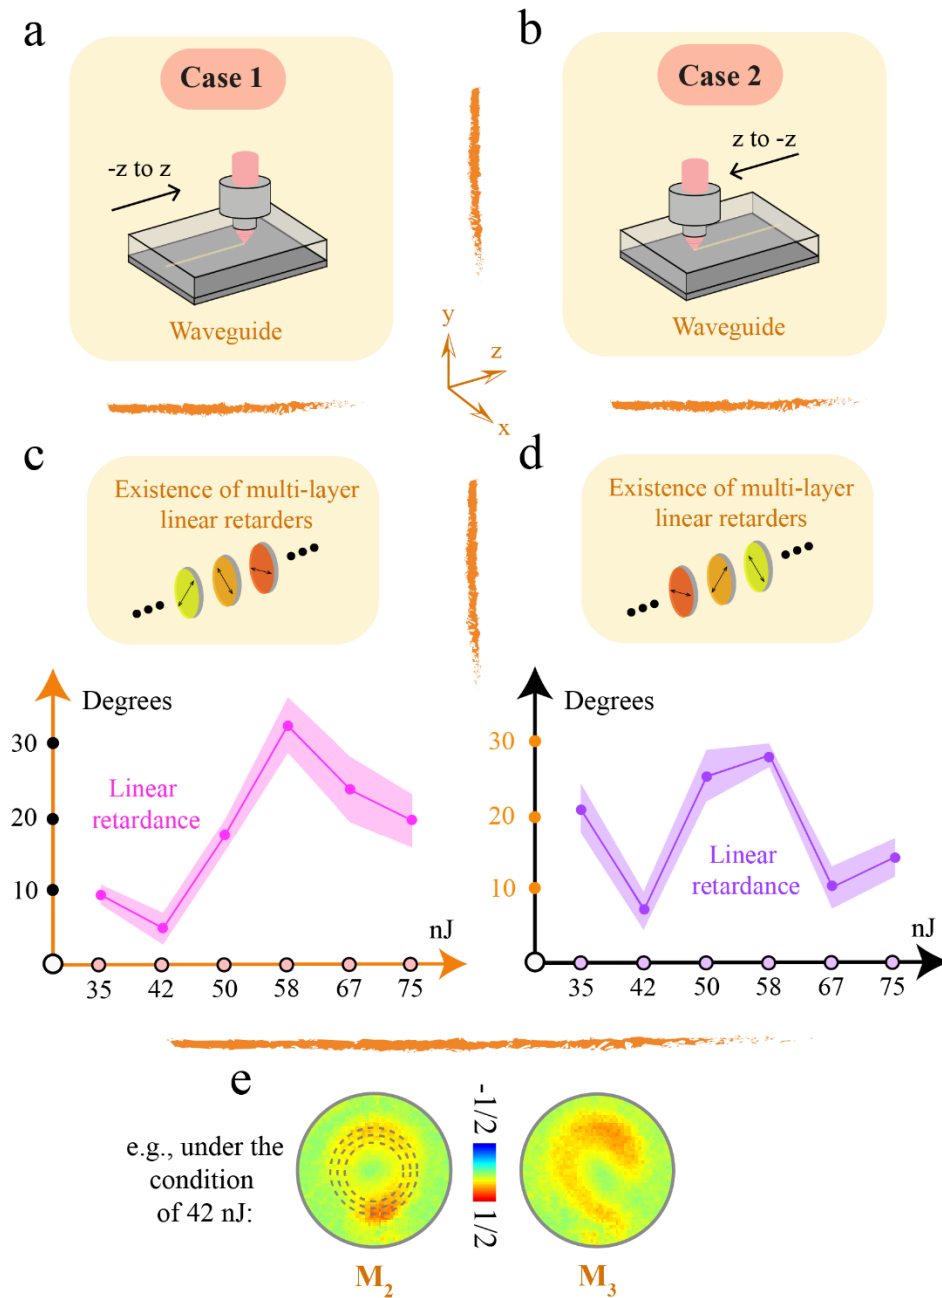 a
Case 1
-z to z
Waveguide
b
Case 2
z to -z
Waveguide
y
z
x
c
Existence of multi-layer
linear retarders
d
Existence of multi-layer
linear retarders
Degrees
30
20
10
Linear
retardance
nJ
35 42 50 58 67 75
Degrees
30
20
10
Linear
retardance
nJ
35 42 50 58 67 75
e
e.g., under the
condition
of 42 nJ:
-1/2
1/2
M2
M3